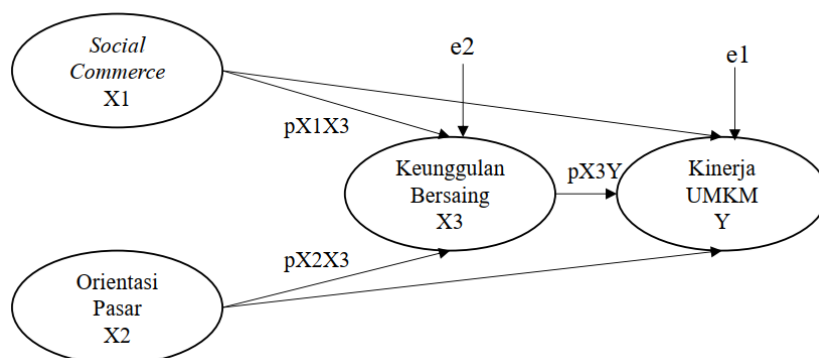 Social
Commerce
X1
e2
e1
pX1X3
Keunggulan
Bersaing
X3
pX3Y
Kinerja
UMKM
Y
pX2X3
Orientasi
Pasar
X2